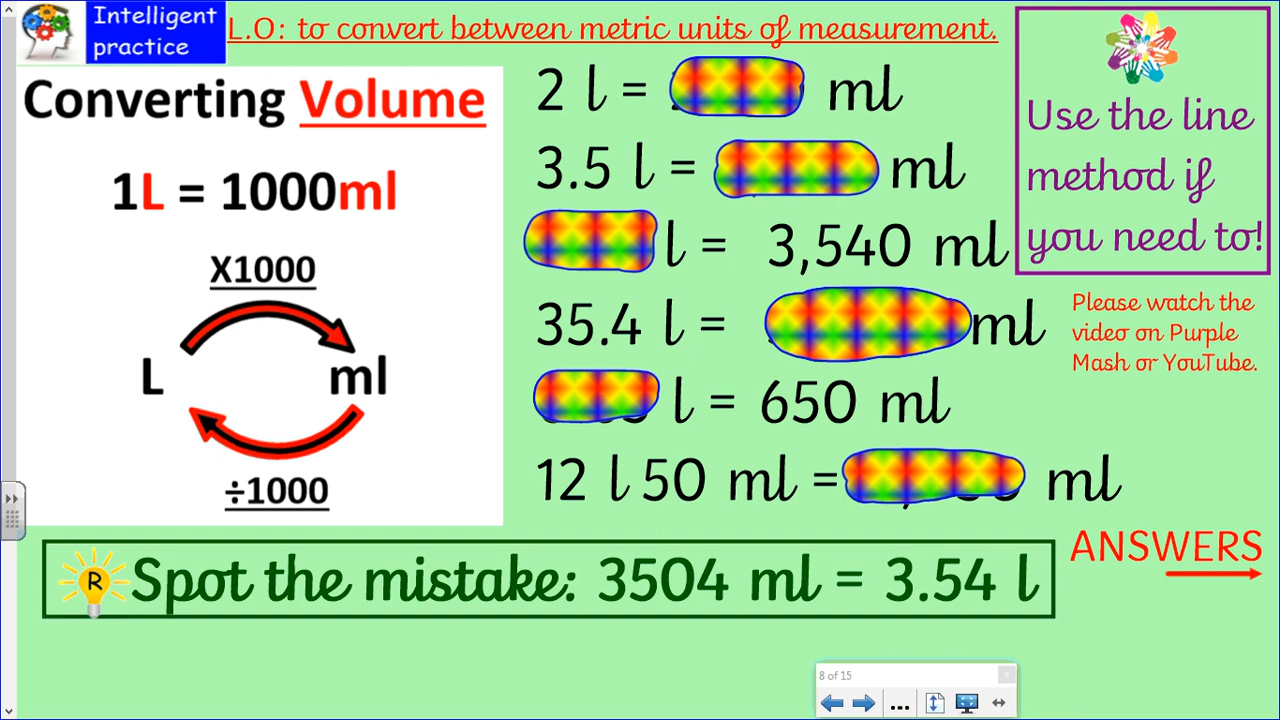 Intelligent
practice
L.O: to convert between metric units of measurement.
Converting Volume
1L = 1000ml
X1000
L ml
÷1000
2 l = ml
3.5 l = ml
l = 3,540 ml
35.4 l = ml
l = 650 ml
12 l 50 ml = ml
Use the line
method if
you need to!
Please watch the
video on Purple
Mash or YouTube.
ANSWERS
R
Spot the mistake: 3504 ml = 3.54 l
8 of 15
x
...